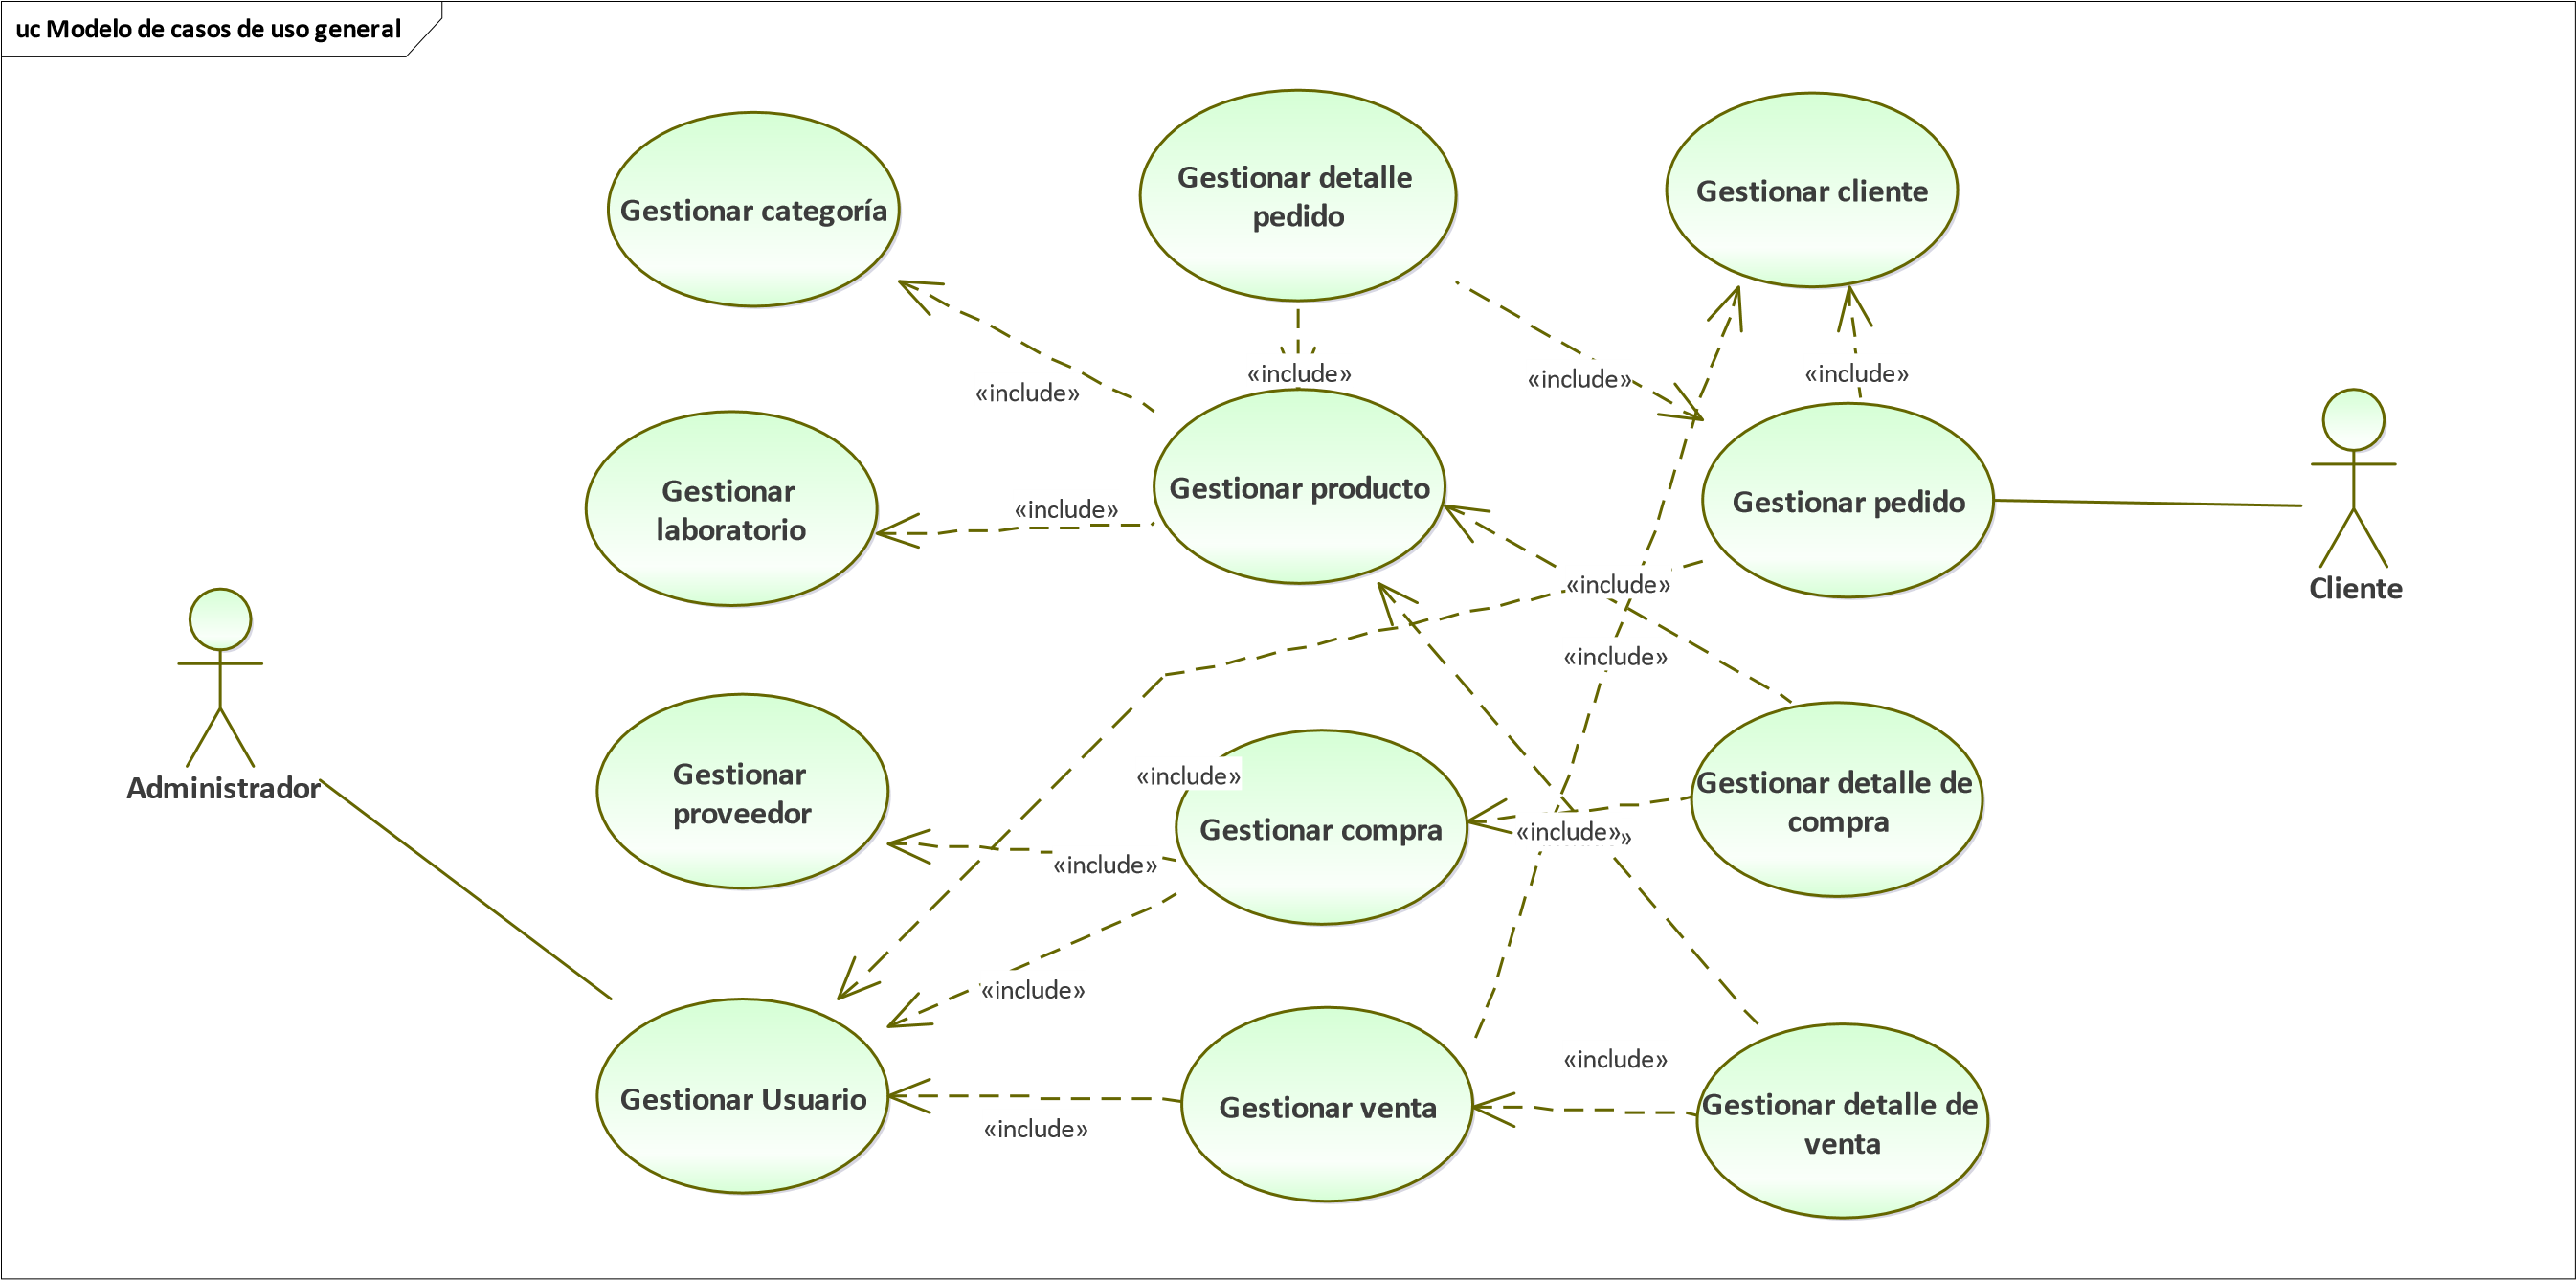 uc Modelo de casos de uso general
Gestionar categoría
Gestionar detalle
pedido
Gestionar cliente
«include»
«include»
«include»
«include»
Gestionar
laboratorio
«include»
Gestionar producto
Gestionar pedido
Cliente
«include»
«include»
Administrador
Gestionar
proveedor
«include»
Gestionar compra
«include»
«include»
»
Gestionar detalle de
compra
«include»
Gestionar Usuario
«include»
Gestionar venta
«include»
Gestionar detalle de
venta